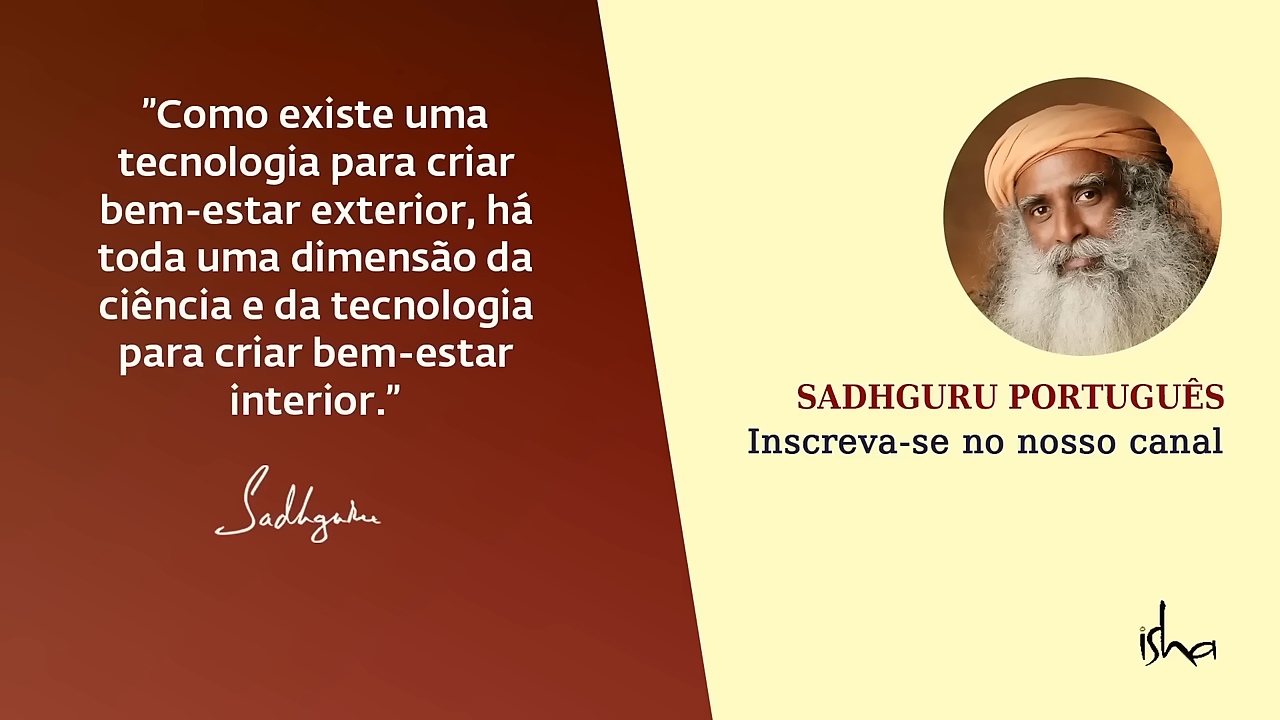 ”Como existe uma
tecnologia para criar
bem-estar exterior, há
toda uma dimensão da
ciência e da tecnologia
para criar bem-estar
interior.”
Sadhguru
SADHGURU PORTUGUÊS
Inscreva-se no nosso canal
isha